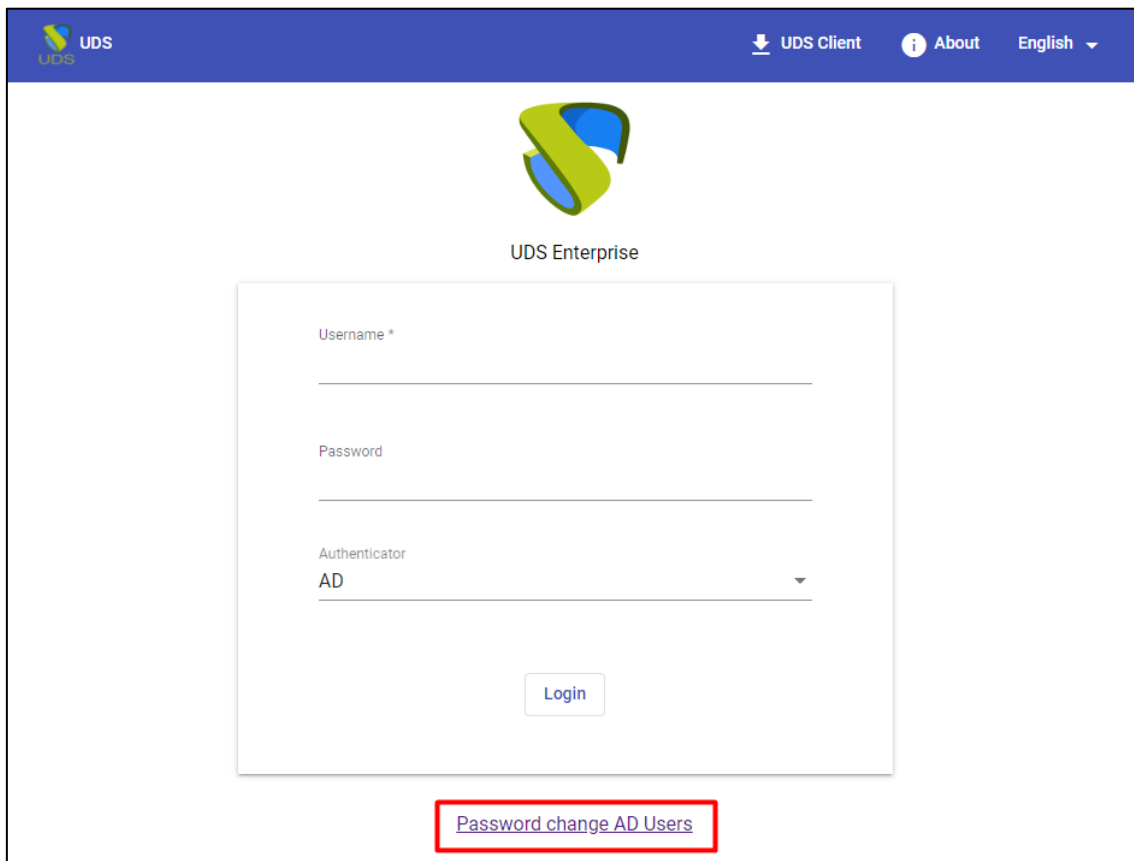 UDS
UDS
UDS Client
About
English
UDS Enterprise
Username *
Password
Authenticator
AD
Login
Password change AD Users